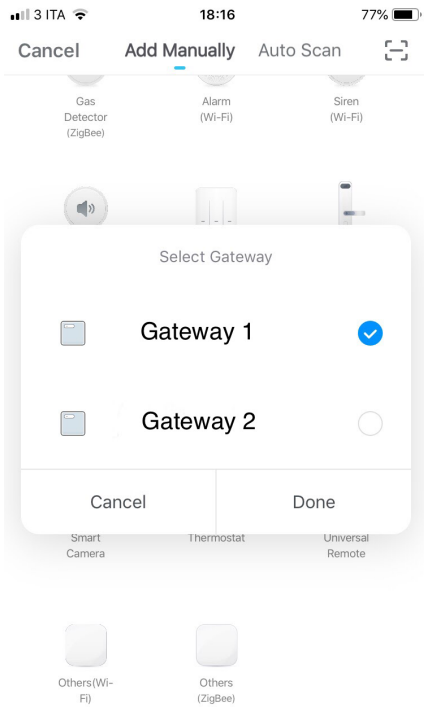 3 ITA 18:16 77%
Cancel Add Manually Auto Scan
Gas Alarm Siren
Detector (Wi-Fi) (Wi-Fi)
(ZigBee)
Select Gateway
Gateway 1
Gateway 2
Cancel Done
Smart Thermostat Universal
Camera Remote
Others(Wi- Others
Fi) (ZigBee)